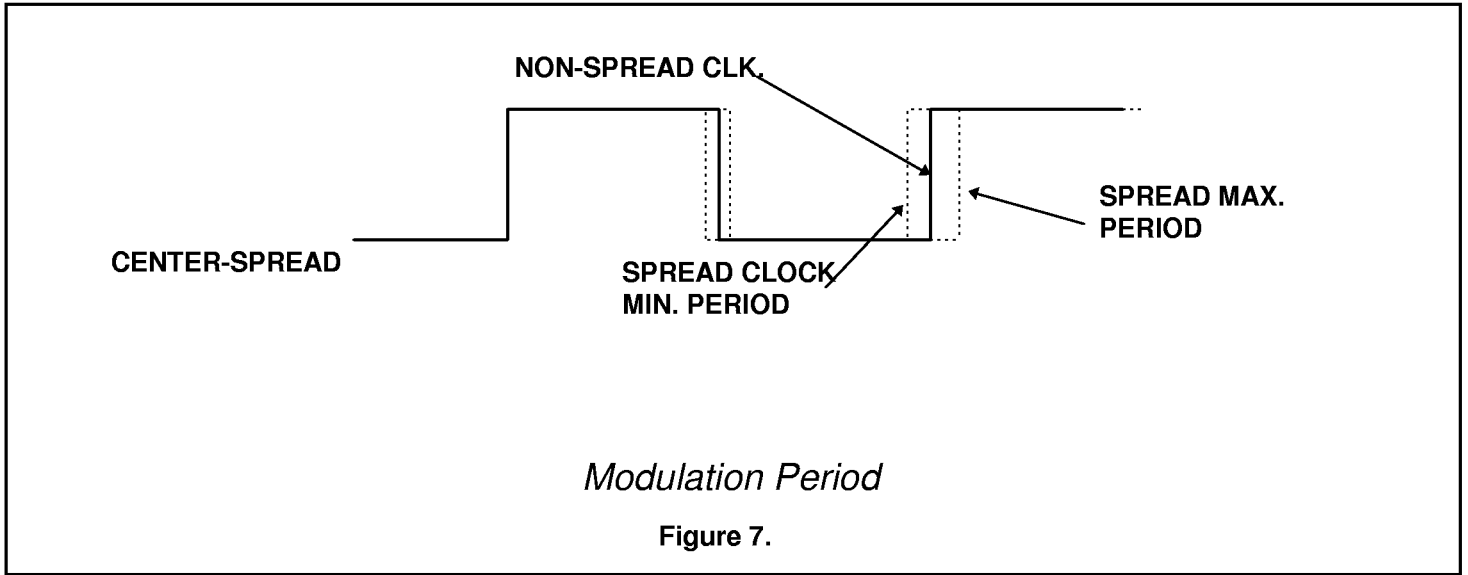 NON-SPREAD CLK.
SPREAD MAX.
PERIOD
CENTER-SPREAD
SPREAD CLOCK
MIN. PERIOD
Modulation Period
Figure 7.